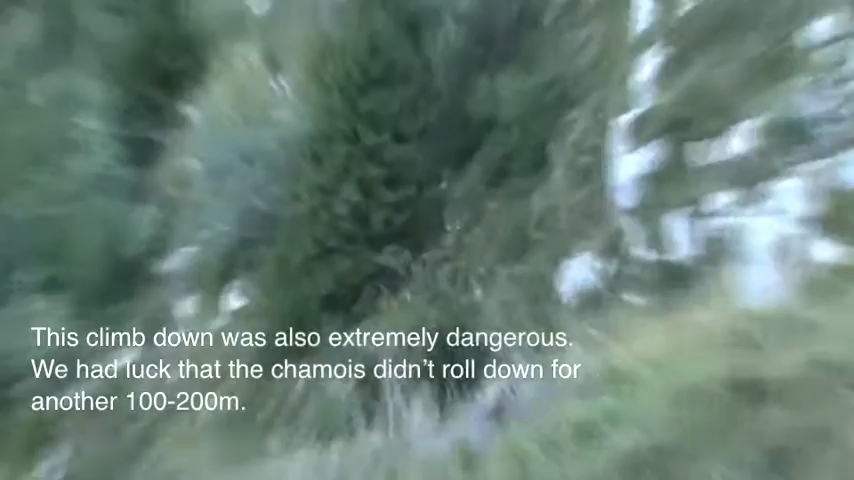 This climb down was also extremely dangerous.
We had luck that the chamois didn’t roll down for
another 100-200m.